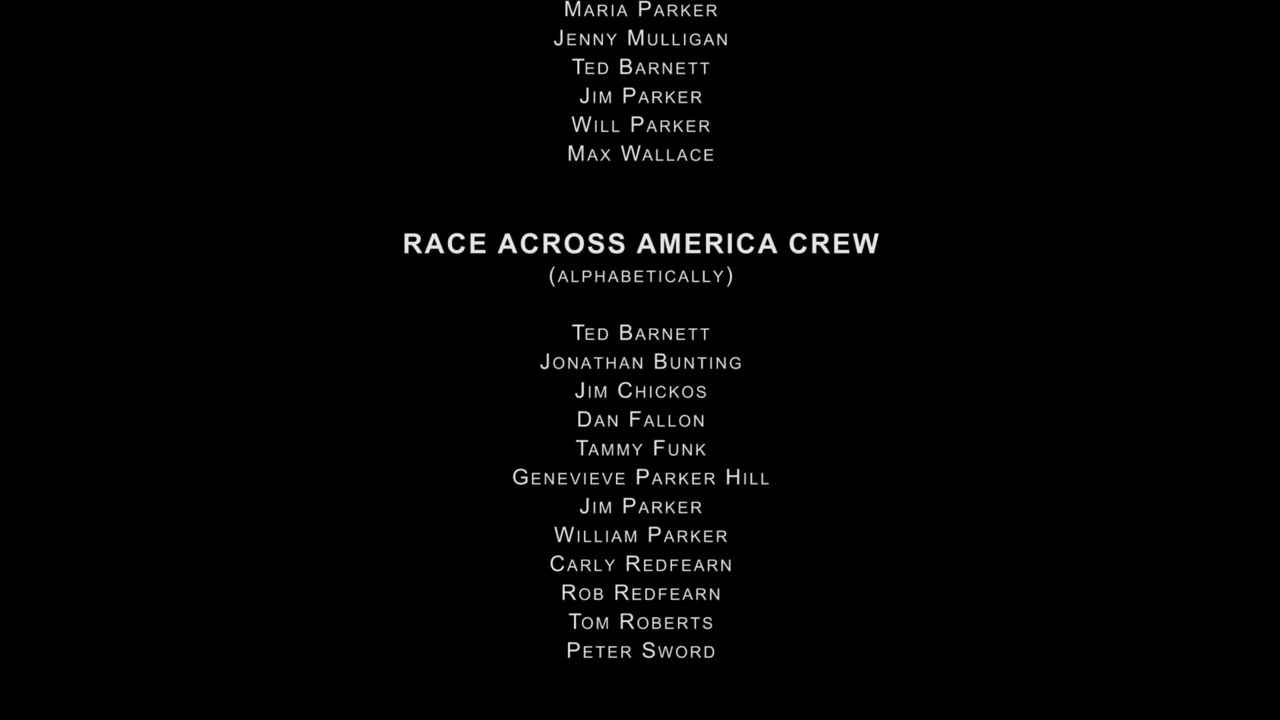 Maria Parker
Jenny Mulligan
Ted Barnett
Jim Parker
Will Parker
Max Wallace
RACE ACROSS AMERICA CREW
(ALPHABETICALLY)
Ted Barnett
Jonathan Bunting
Jim Chickos
Dan Fallon
Tammy Funk
Genevieve Parker Hill
Jim Parker
William Parker
Carly Redfearn
Rob Redfearn
Tom Roberts
Peter Sword